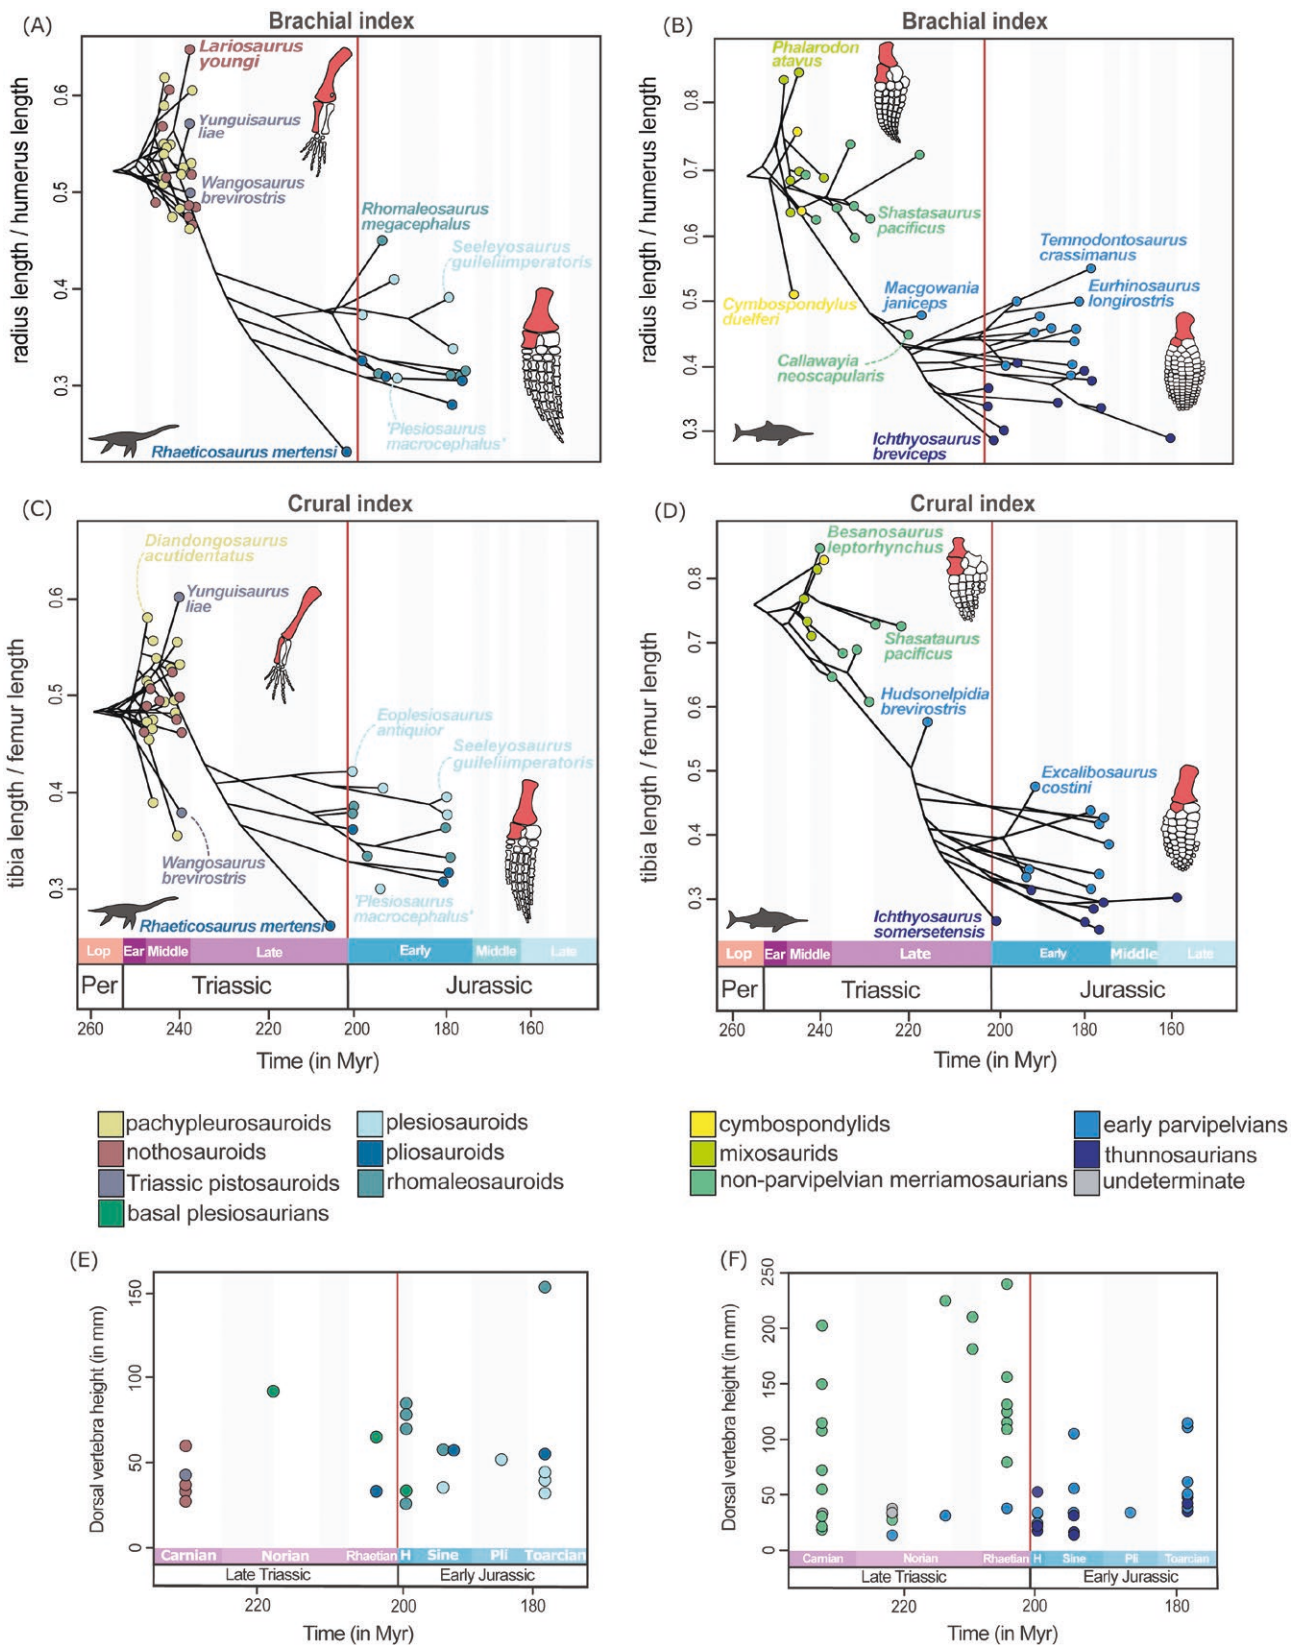 (A)
Brachial index
radius length / humerus length
0.6
0.5
0.4
0.3
Lariosaurus
youngi
Yunguisaurus
liae
Wangosaurus
brevirostris
Rhomaleosaurus
megacephalus
Seeleyosaurus
guileliimperatoris
'Plesiosaurus
macrocephalus'
Rhaeticosaurus mertensi
(B)
Brachial index
radius length / humerus length
0.8
0.7
0.6
0.5
0.4
0.3
Phalarodon
atavus
Shastasaurus
pacificus
Cymbospondylus
duelferi
Macgowania
janiceps
Temnodontosaurus
crassimanus
Eurhinosaurus
longirostris
Callawayia
neoscapularis
Ichthyosaurus
breviceps
(C)
Crural index
tibia length / femur length
0.6
0.5
0.4
0.3
Diandongosaurus
acutidentatus
Yunguisaurus
liae
Eoplesiosaurus
antiquior
Seeleyosaurus
guileliimperatoris
Wangosaurus
brevirostris
'Plesiosaurus
macrocephalus'
Rhaeticosaurus mertensi
Lop Ear Middle Late Early Middle Late
Per Triassic Jurassic
260 240 220 200 180 160
Time (in Myr)
(D)
Crural index
tibia length / femur length
0.8
0.7
0.6
0.5
0.4
0.3
Besanosaurus
leptorhynchus
Shasataurus
pacificus
Hudsonelpidia
brevirostris
Excalibosaurus
costini
Ichthyosaurus
somersetensis
Lop Ear Middle Late Early Middle Late
Per Triassic Jurassic
260 240 220 200 180 160
Time (in Myr)
pachypleurosauroids
nothosauroids
Triassic pistosauroids
basal plesiosaurians
plesiosauroids
pliosauroids
rhomaleosauroids
cymbospondylids
mixosaurids
non-parvipelvian merriamosaurians
early parvipelvians
thunnosaurians
undeterminate
(E)
Dorsal vertebra height (in mm)
150
100
50
0
Carnian Norian Rhaetian H Sine Pli Toarcian
Late Triassic Early Jurassic
220 200 180
Time (in Myr)
(F)
Dorsal vertebra height (in mm)
250
200
150
100
50
0
Carnian Norian Rhaetian H Sine Pli Toarcian
Late Triassic Early Jurassic
220 200 180
Time (in Myr)